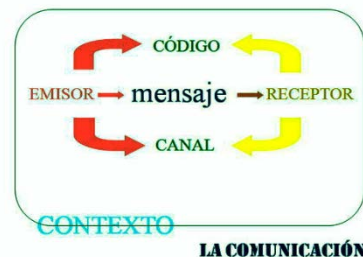 CÓDIGO
EMISOR mensaje RECEPTOR
CANAL
CONTEXTO
LA COMUNICACIÓN